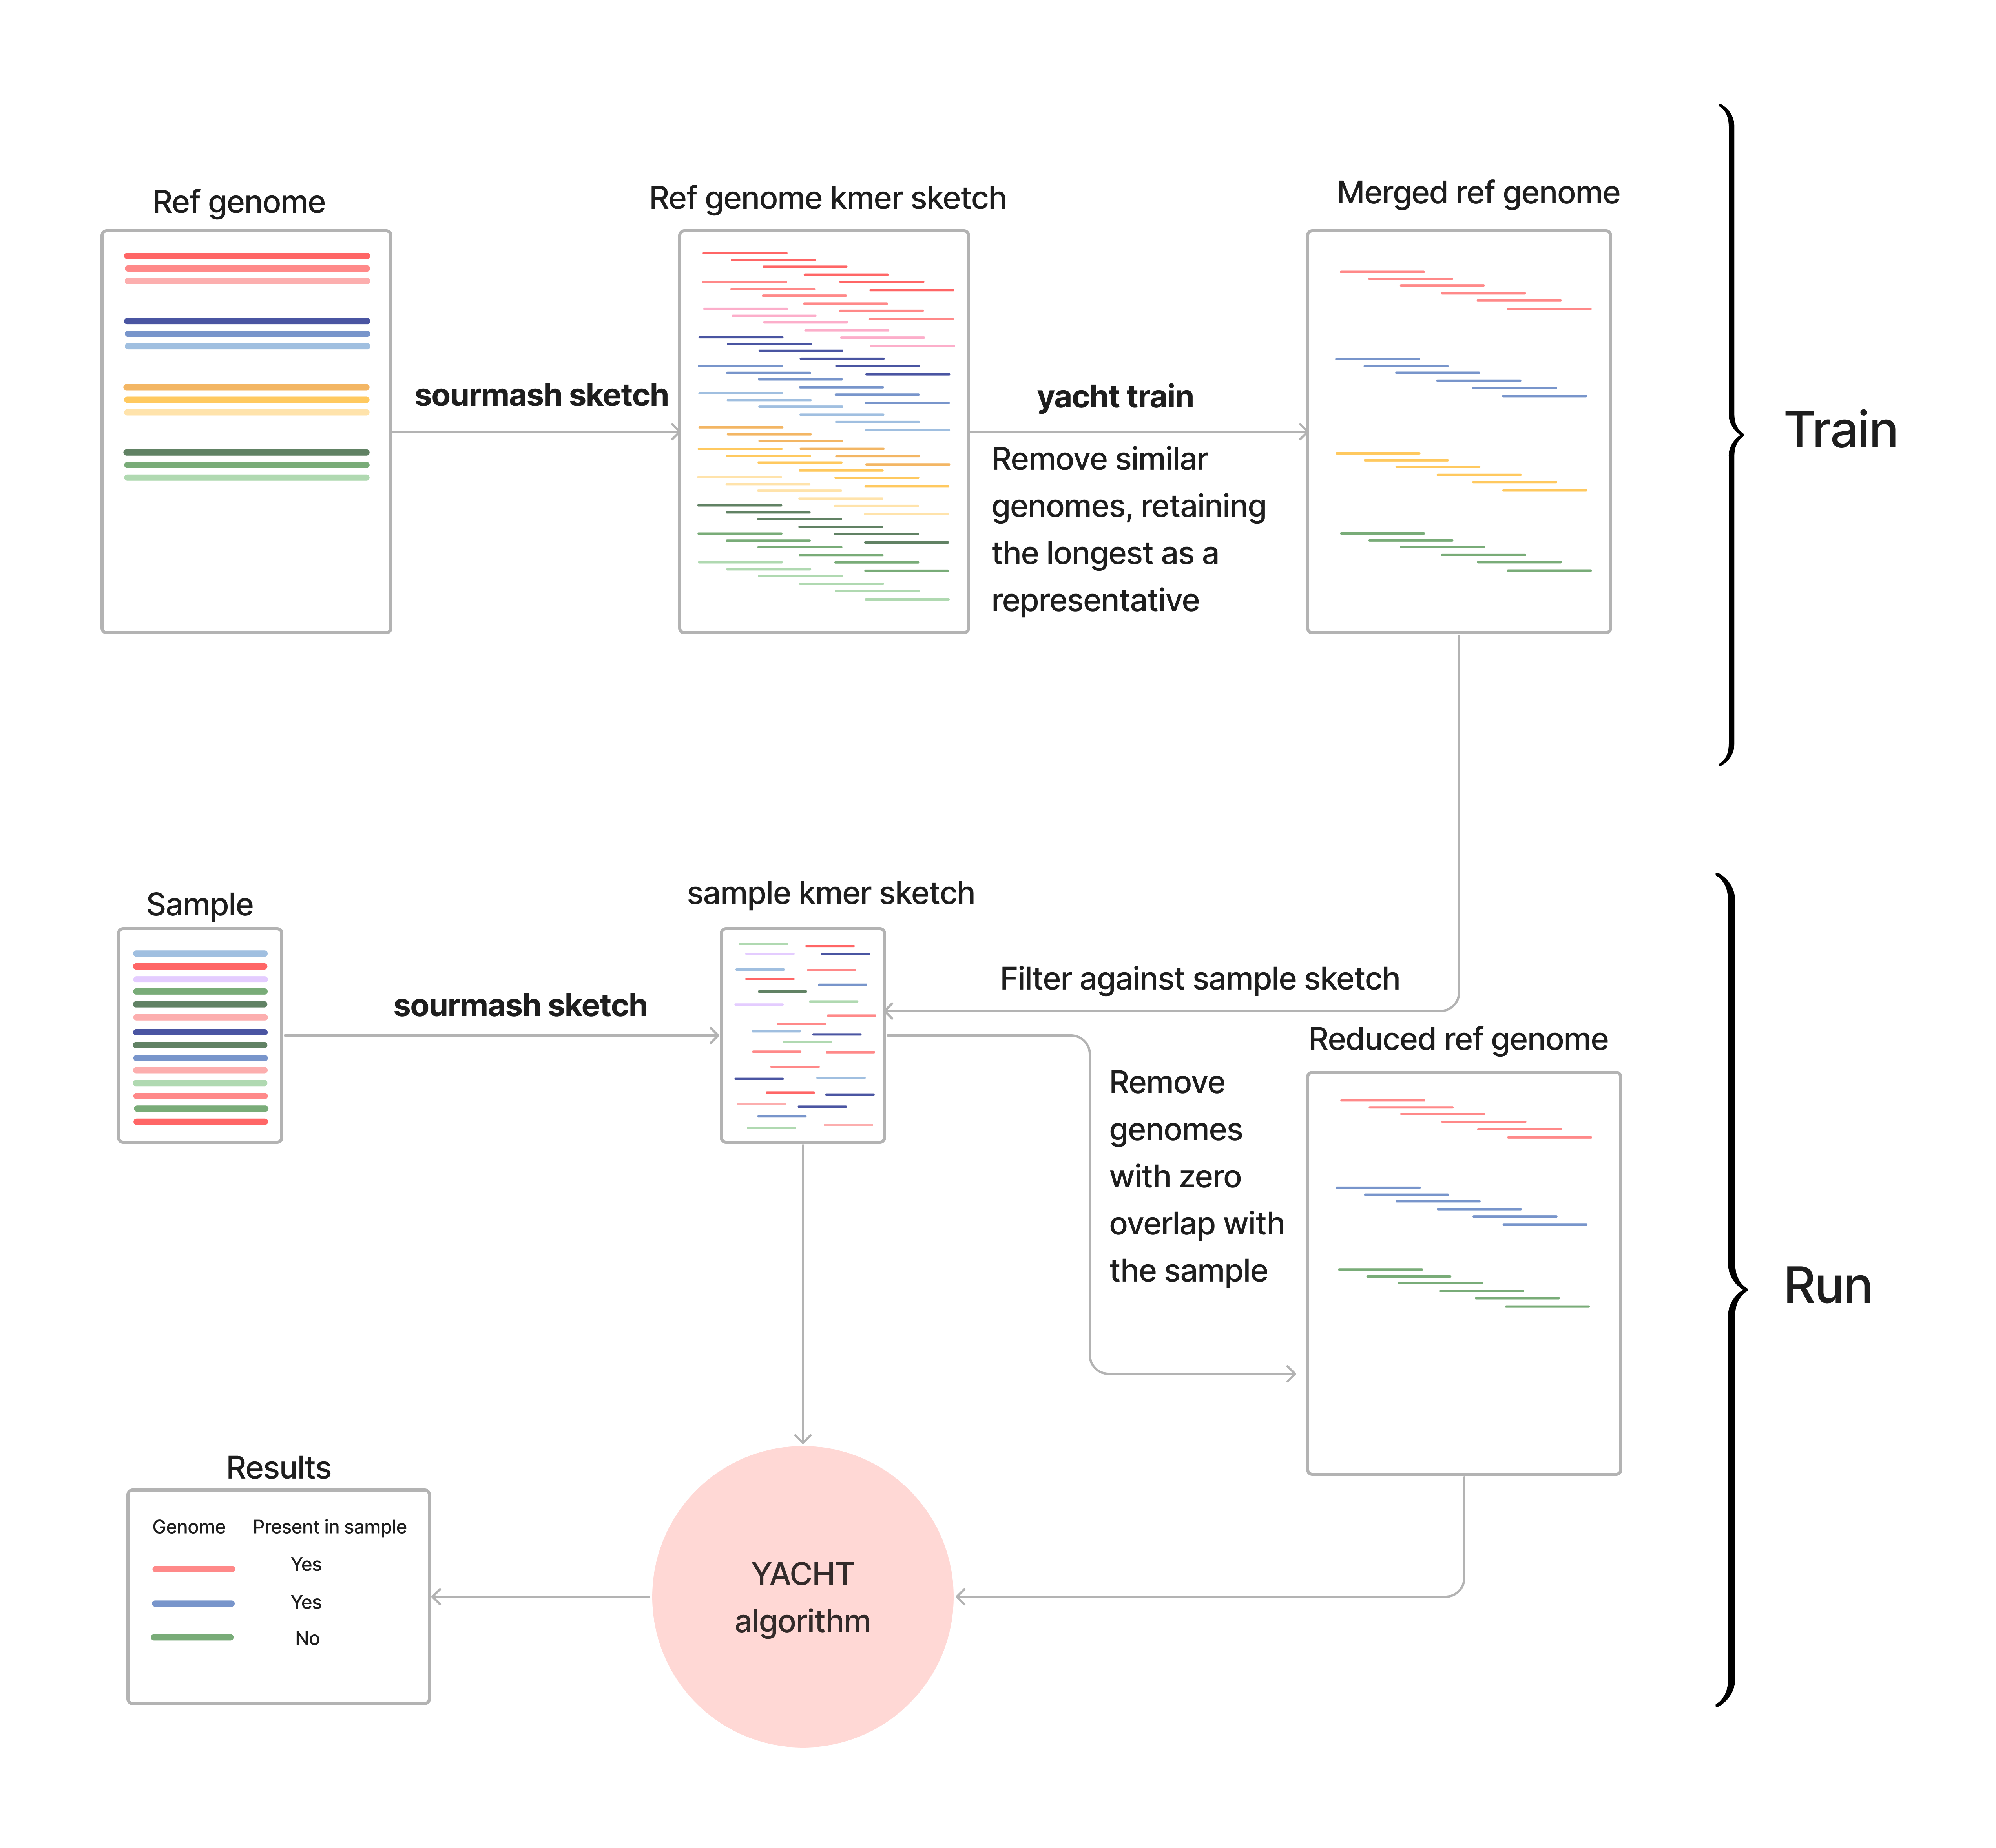 Ref genome
Ref genome kmer sketch
Merged ref genome
sourmash sketch
yacht train
Remove similar
genomes, retaining
the longest as a
representative
Train
Sample
sample kmer sketch
sourmash sketch
Filter against sample sketch
Reduced ref genome
Remove
genomes
with zero
overlap with
the sample
Run
Results
Genome Present in sample
Yes
Yes
No
YACHT
algorithm